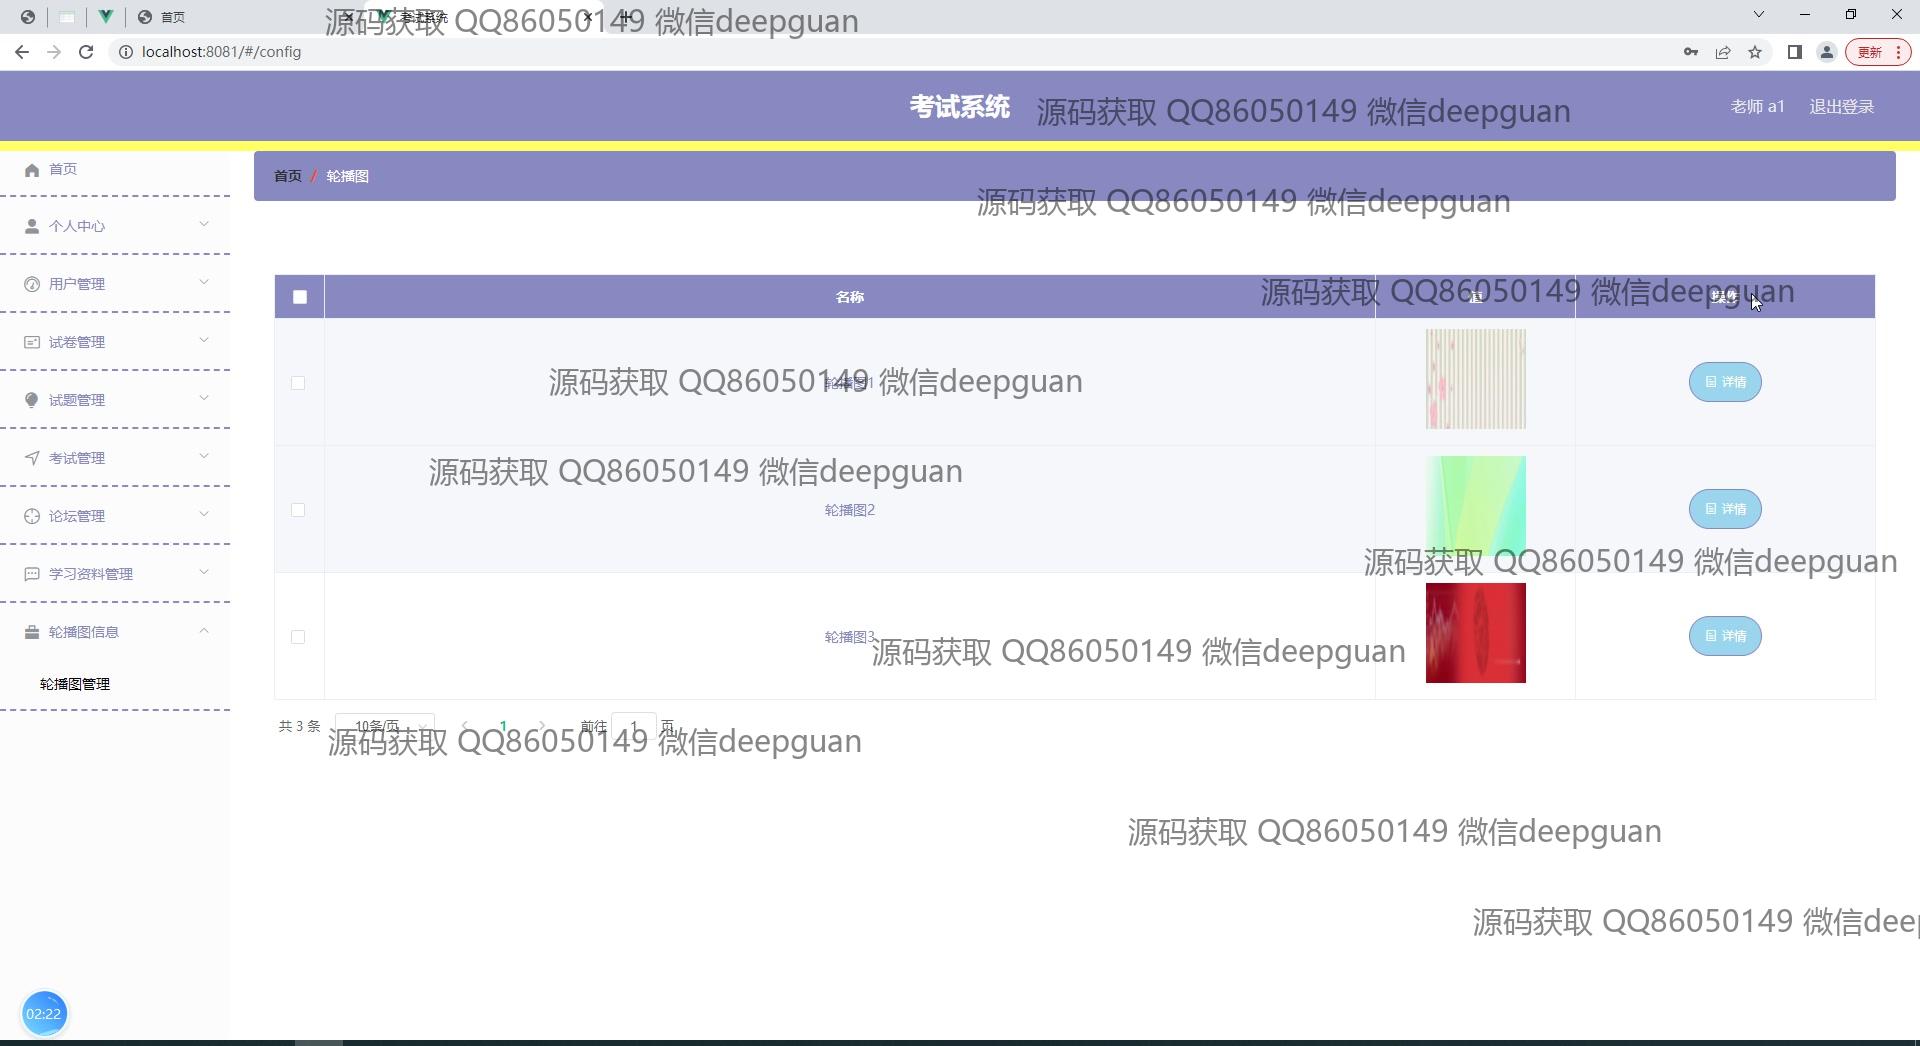 首页
考试系统
源码获取 QQ86050149 微信deepguan
localhost:8081/#/config
更新
考试系统
源码获取 QQ86050149 微信deepguan
老师 a1
退出登录
首页 / 轮播图
源码获取 QQ86050149 微信deepguan
首页
个人中心
用户管理
试卷管理
试题管理
考试管理
论坛管理
学习资料管理
轮播图信息
轮播图管理
名称
值
操作
源码获取 QQ86050149 微信deepguan
轮播图1
详情
源码获取 QQ86050149 微信deepguan
源码获取 QQ86050149 微信deepguan
轮播图2
详情
源码获取 QQ86050149 微信deepguan
轮播图3
详情
源码获取 QQ86050149 微信deepguan
共 3 条
10条/页
1
前往 1 页
源码获取 QQ86050149 微信deepguan
源码获取 QQ86050149 微信deepguan
源码获取 QQ86050149 微信deep
02:22